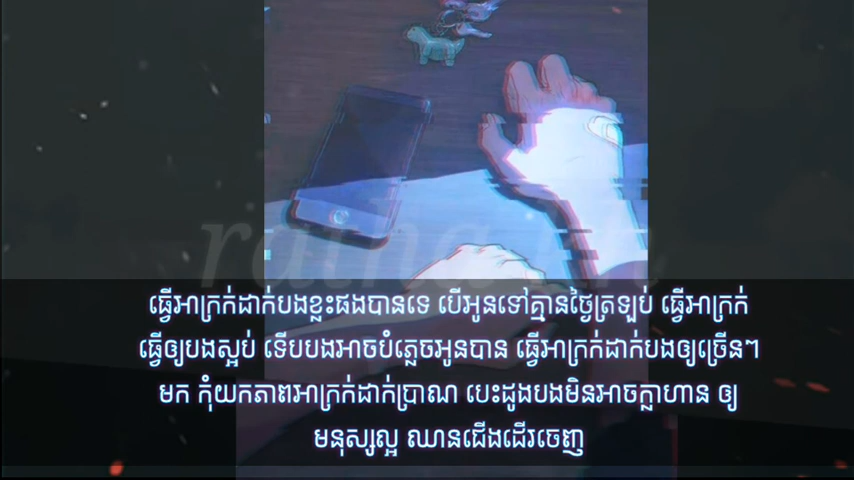 ratha kh
ធ្វើអាក្រក់ដាក់បងខ្លះផងបានទេ បើអូនទៅគ្មានថ្ងៃត្រឡប់ ធ្វើអាក្រក់
ធ្វើឲ្យបងស្អប់ ទើបបងអាចបំភ្លេចអូនបាន ធ្វើអាក្រក់ដាក់បងឲ្យច្រើនៗ
មក កុំយកតាពអាក្រក់ដាក់ប្រាណ បេះដូងបងមិនអាចក្លាហាន ឲ្យ
មនុស្សល្អ ឈានជើងដើរចេញ